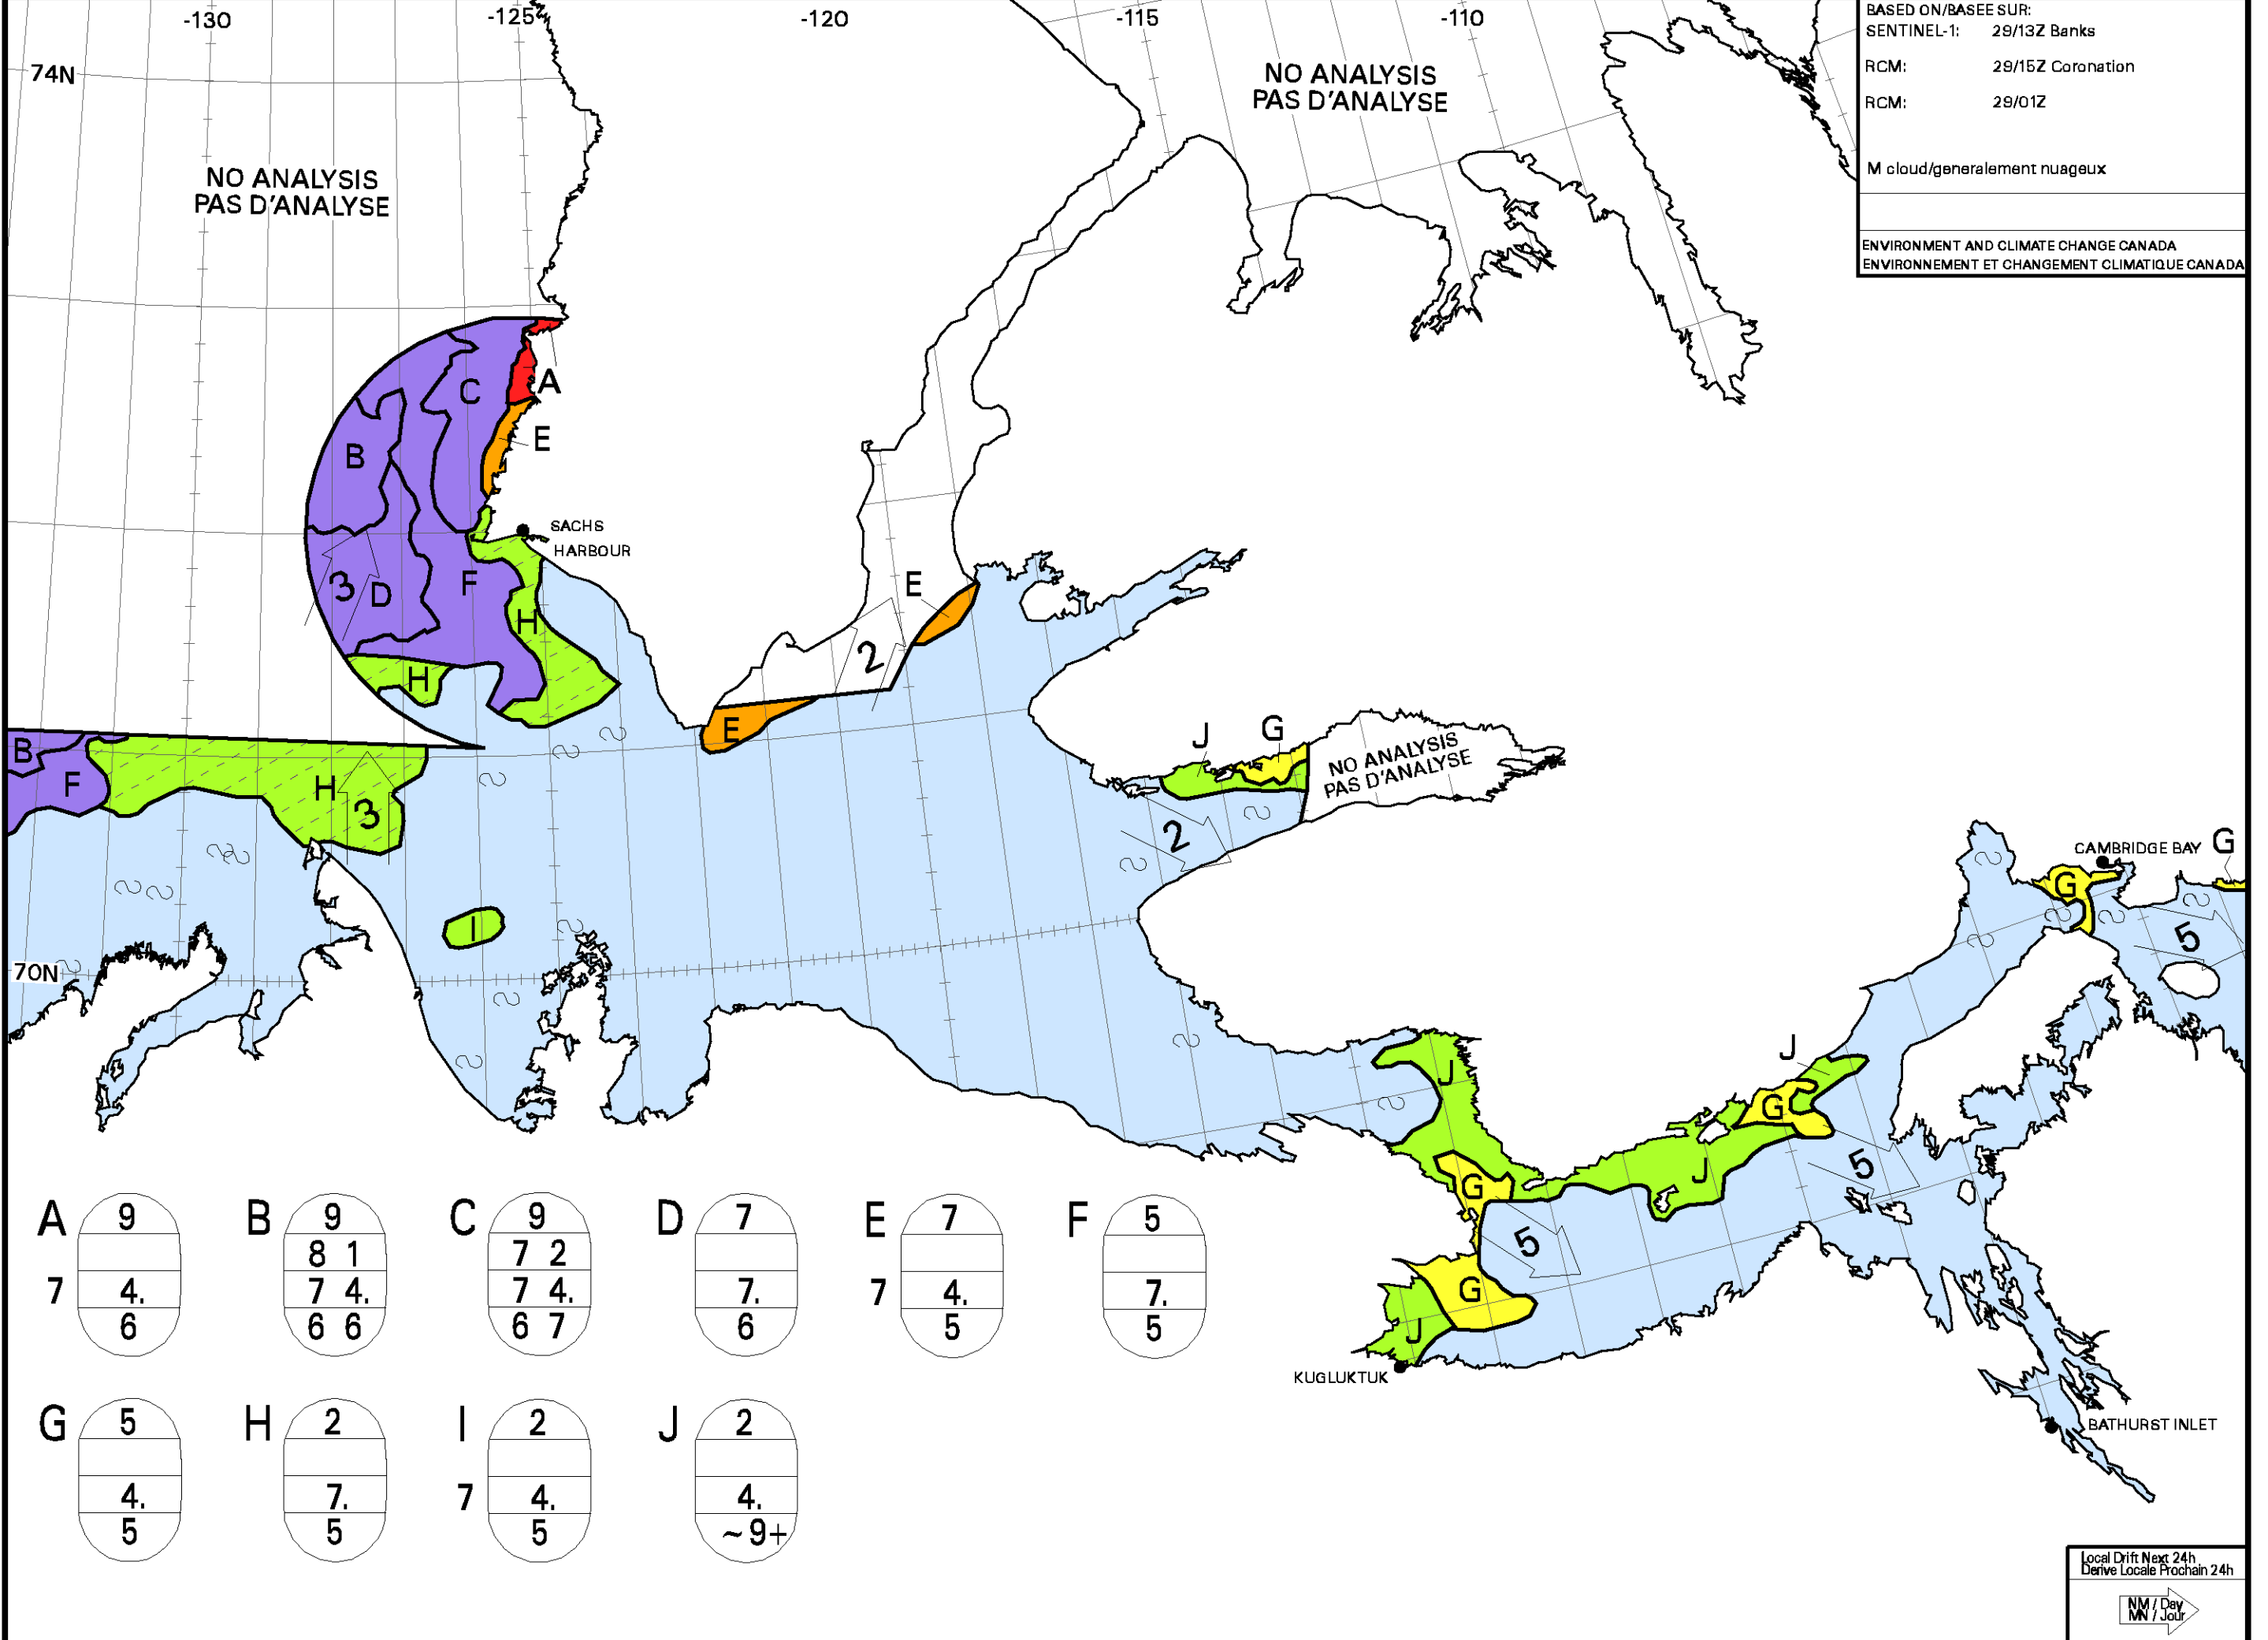 -130
-125
-120
-115
-110
BASED ON/BASEE SUR:
SENTINEL-1: 29/13Z Banks
RCM: 29/15Z Coronation
RCM: 29/01Z
M cloud/generalement nuageux
ENVIRONMENT AND CLIMATE CHANGE CANADA
ENVIRONNEMENT ET CHANGEMENT CLIMATIQUE CANADA
74N
NO ANALYSIS
PAS D'ANALYSE
NO ANALYSIS
PAS D'ANALYSE
C
A
E
B
SACHS
HARBOUR
3
D
F
H
E
2
H
E
J
G
NO ANALYSIS
PAS D'ANALYSE
B
F
H
3
2
CAMBRIDGE BAY
G
G
5
I
70N
J
J
G
J
5
G
5
G
J
KUGLUKTUK
BATHURST INLET
A 9
7 4.
6
B 9
8 1
7 4.
6 6
C 9
7 2
7 4.
6 7
D 7
7.
6
E 7
7 4.
5
F 5
7.
5
G 5
4.
5
H 2
7.
5
I 2
7 4.
5
J 2
4.
~9+
Local Drift Next 24h
Derive Locale Prochain 24h
NM / Day
MN / Jour